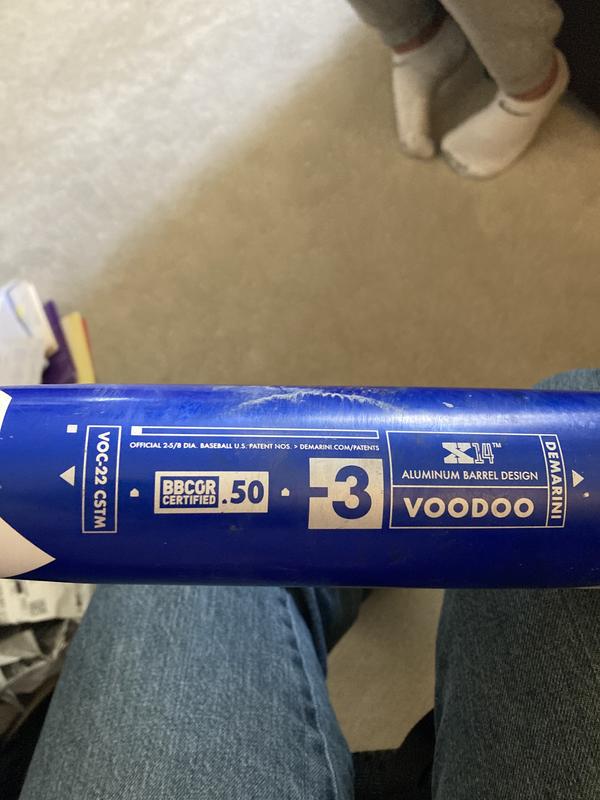 VOC-22 CSTM
OFFICIAL 2-5/8 DIA. BASEBALL U.S. PATENT NOS. > DEMARINI.COM/PATENTS
BBCOR
CERTIFIED .50
-3
X14™
ALUMINUM BARREL DESIGN
VOODOO
DEMARINI